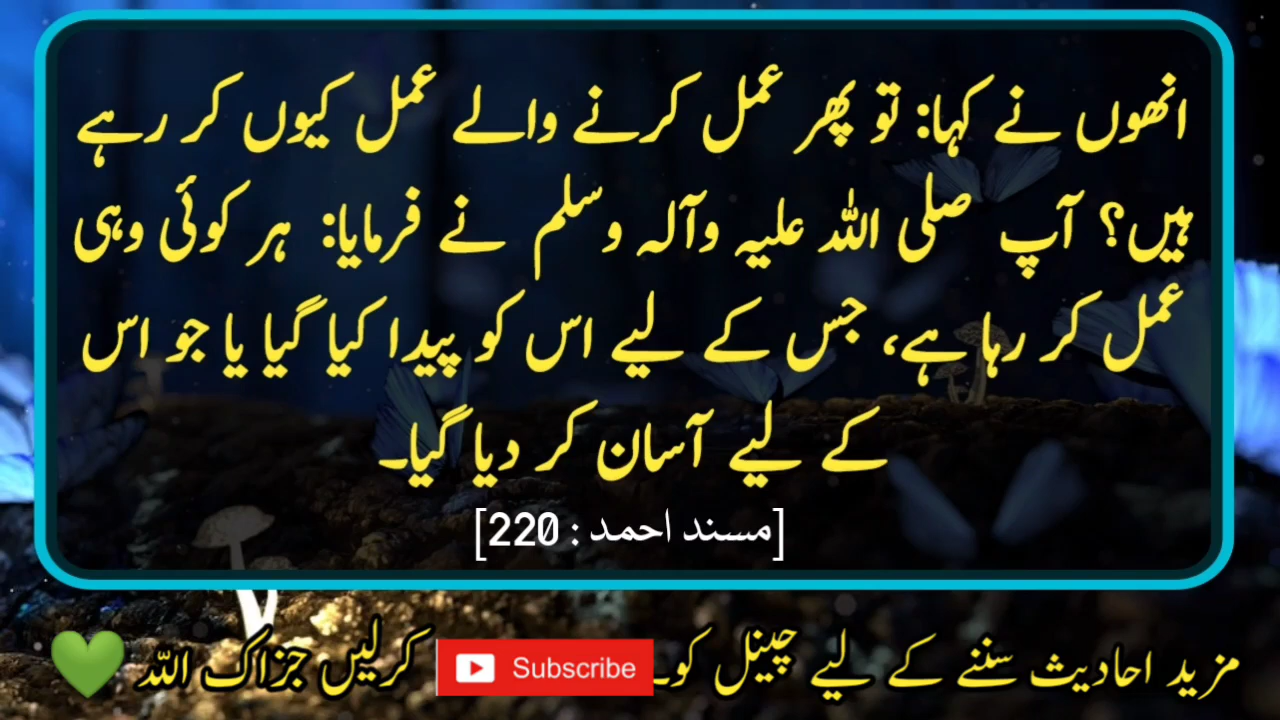 انھوں نے کہا: تو پھر عمل کرنے والے عمل کیوں کر رہے
ہیں؟ آپ صلی اللہ علیہ وآلہ وسلم نے فرمایا: ہر کوئی وہی
عمل کر رہا ہے، جس کے لیے اس کو پیدا کیا گیا یا جو اس
کے لیے آسان کر دیا گیا۔
[مسند احمد : 220]
مزید احادیث سننے کے لیے چینل کو۔ Subscribe کرلیں جزاک اللہ 💚